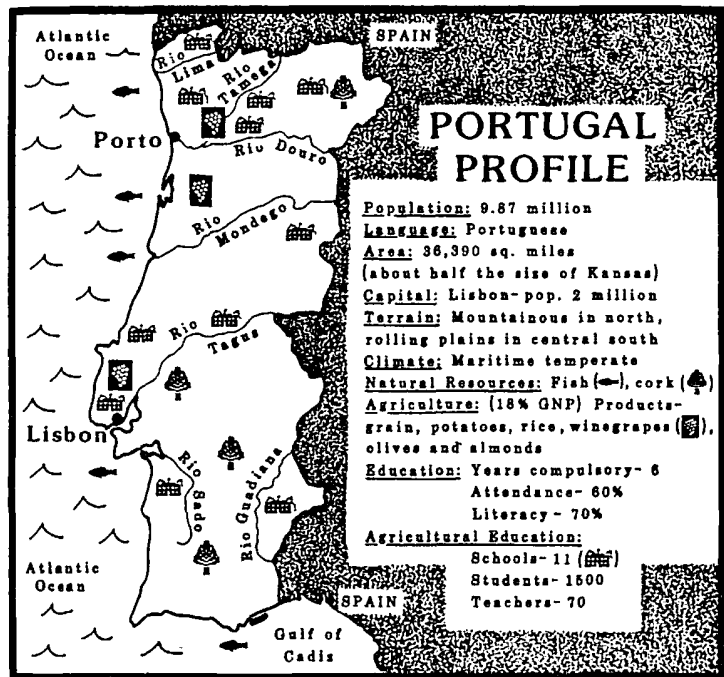 Atlantic
Ocean
SPAIN
Rio
Lima
Rio
Tamega
Porto
Rio Douro
Rio
Mondego
Rio
Tagus
Lisbon
Rio
Sado
Rio Guadiana
Atlantic
Ocean
SPAIN
Gulf of
Cadis
PORTUGAL
PROFILE
Population: 9.87 million
Language: Portuguese
Area: 36,390 sq. miles
(about half the size of Kansas)
Capital: Lisbon- pop. 2 million
Terrain: Mountainous in north,
rolling plains in central south
Climate: Maritime temperate
Natural Resources: Fish ( ), cork ( )
Agriculture: (18% GNP) Products-
grain, potatoes, rice, winegrapes ( ),
olives and almonds
Education: Years compulsory- 6
Attendance- 60%
Literacy- 70%
Agricultural Education:
Schools- 11 ( )
Students- 1500
Teachers- 70